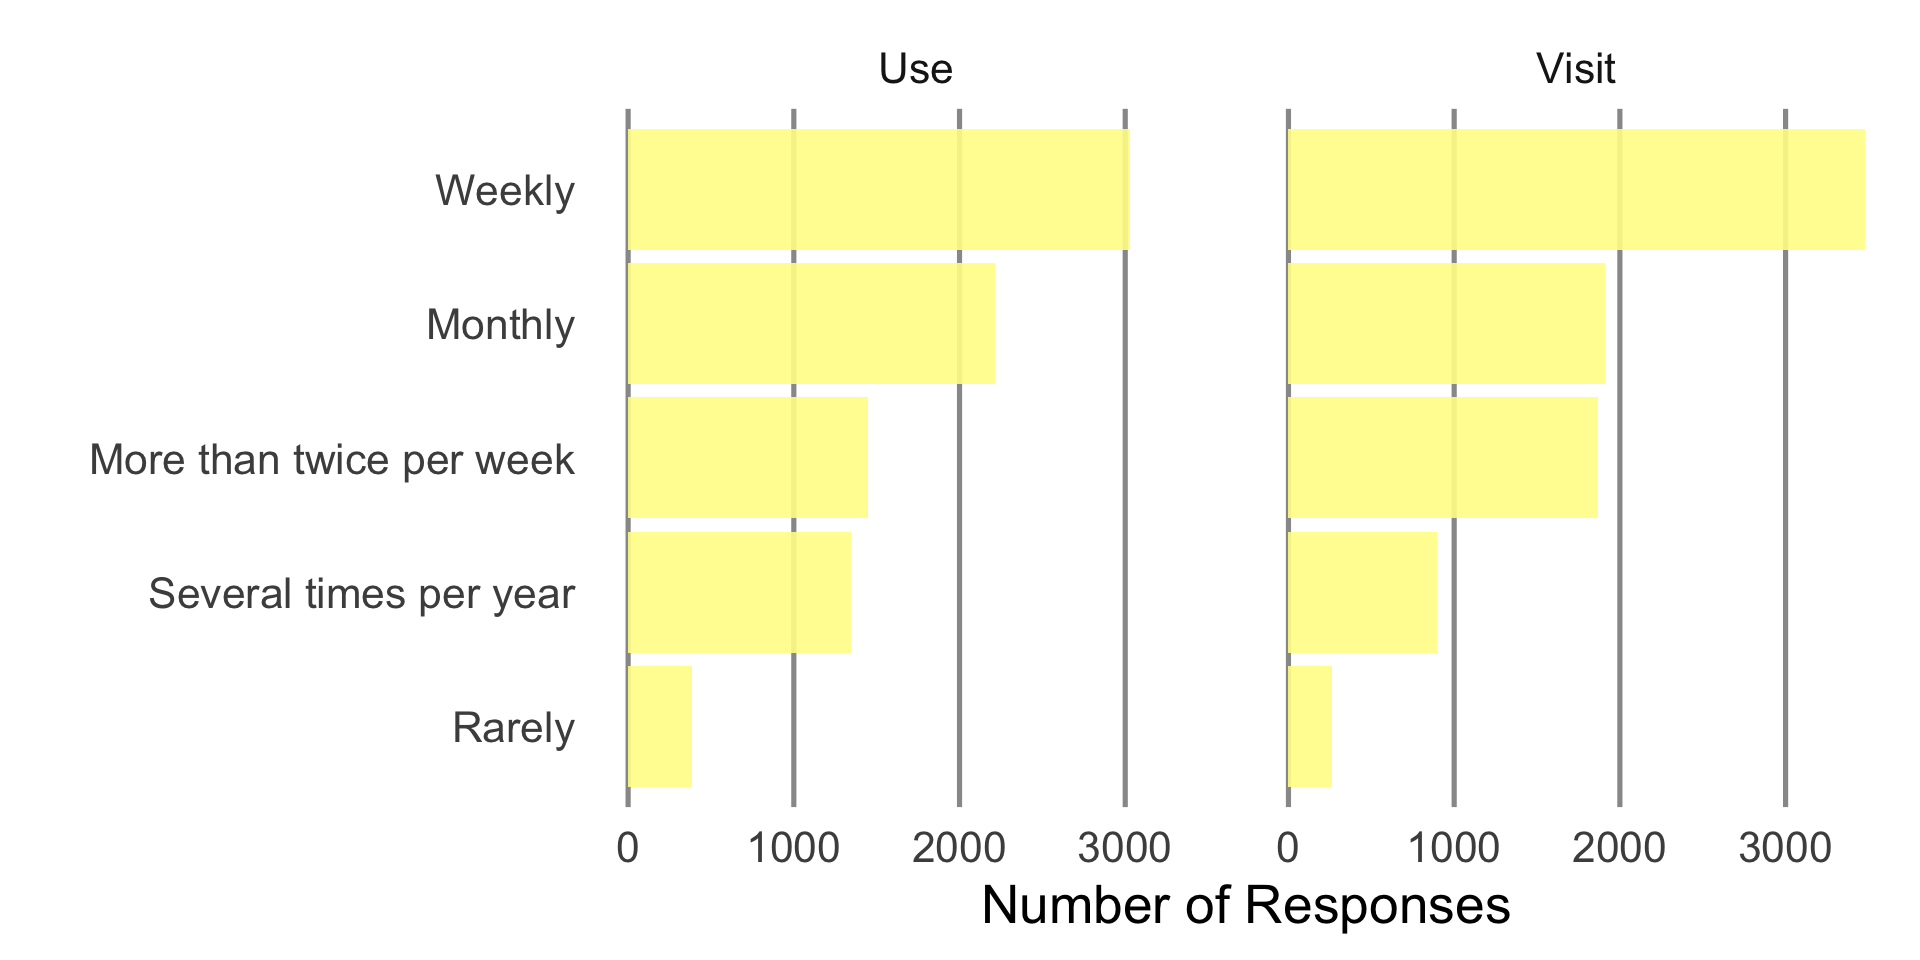 Use
Visit
Weekly
Monthly
More than twice per week
Several times per year
Rarely
0 1000 2000 3000 0 1000 2000 3000
Number of Responses